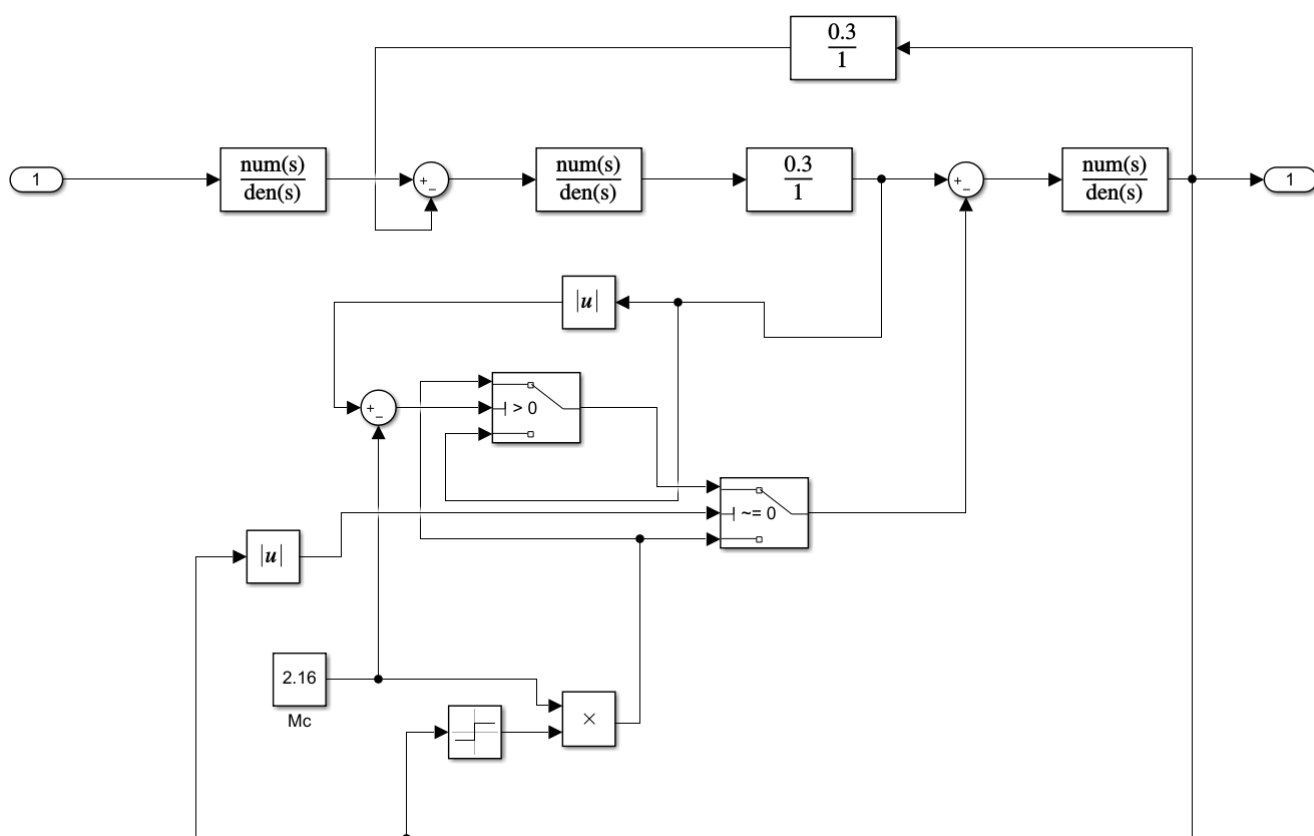 0.3
1
1
num(s)
den(s)
+
_
num(s)
den(s)
0.3
1
+
_
num(s)
den(s)
1
|u|
+
_
> 0
~= 0
|u|
2.16
Mc
×